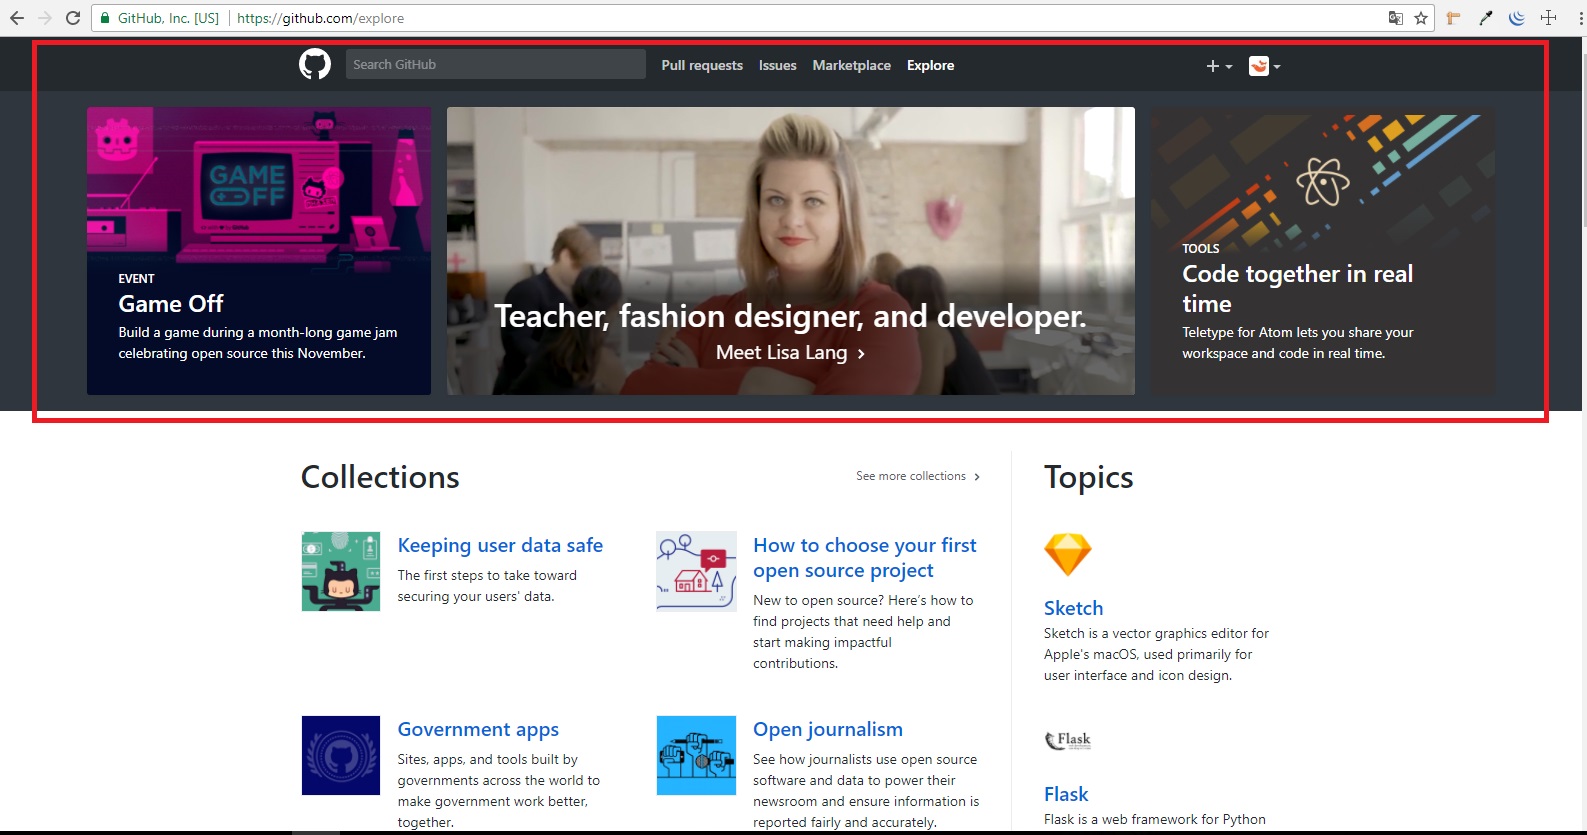 GitHub, Inc. [US] https://github.com/explore
Search GitHub
Pull requests Issues Marketplace Explore
GAME
OFF
EVENT
Game Off
Build a game during a month-long game jam
celebrating open source this November.
Teacher, fashion designer, and developer.
Meet Lisa Lang
TOOLS
Code together in real
time
Teletype for Atom lets you share your
workspace and code in real time.
Collections
See more collections
Keeping user data safe
The first steps to take toward
securing your users' data.
How to choose your first
open source project
New to open source? Here’s how to
find projects that need help and
start making impactful
contributions.
Government apps
Sites, apps, and tools built by
governments across the world to
make government work better,
together.
Open journalism
See how journalists use open source
software and data to power their
newsroom and ensure information is
reported fairly and accurately.
Topics
Sketch
Sketch is a vector graphics editor for
Apple's macOS, used primarily for
user interface and icon design.
Flask
Flask
Flask is a web framework for Python